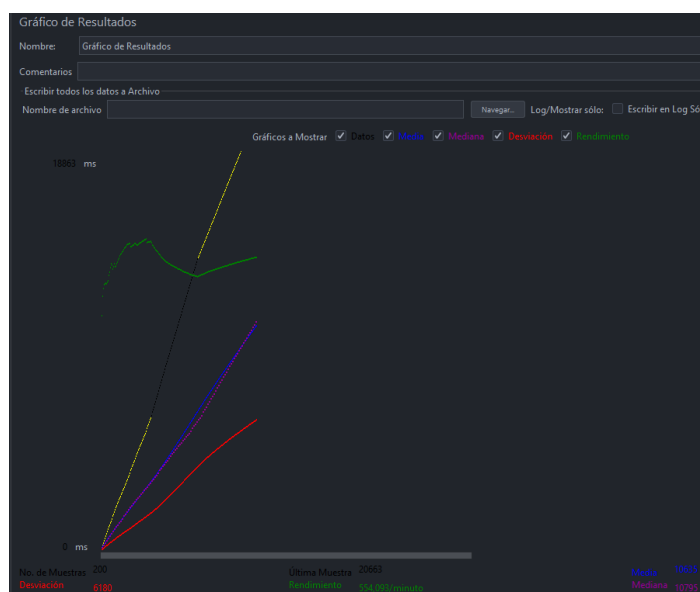 Gráfico de Resultados
Nombre: Gráfico de Resultados
Comentarios
Escribir todos los datos a Archivo
Nombre de archivo Navegar... Log/Mostrar sólo: Escribir en Log Só
Gráficos a Mostrar Datos Media Mediana Desviación Rendimiento
18863 ms
0 ms
No. de Muestras 200 Última Muestra 20863 Media
Desviación 6180 Rendimiento 554,093/minuto Mediana 10795